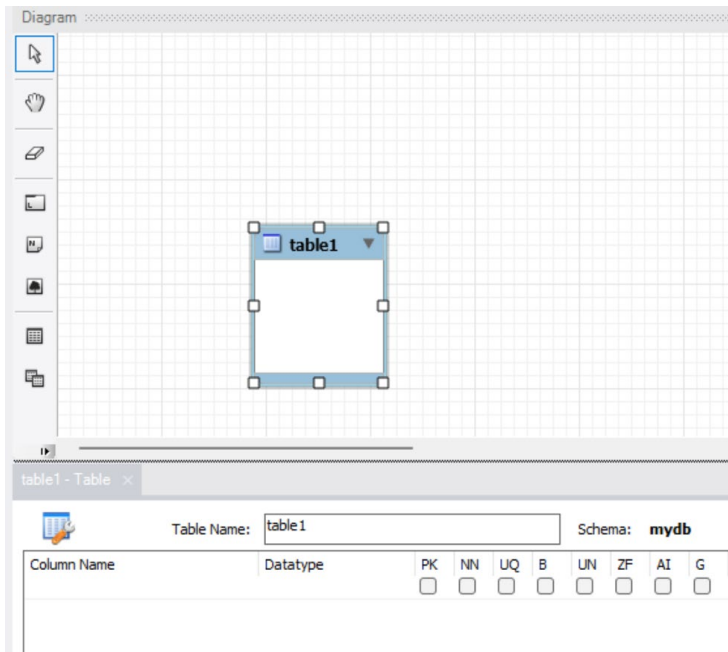 Diagram
table1
table1 - Table
Table Name: table1 Schema: mydb
Column Name Datatype PK NN UQ B UN ZF AI G